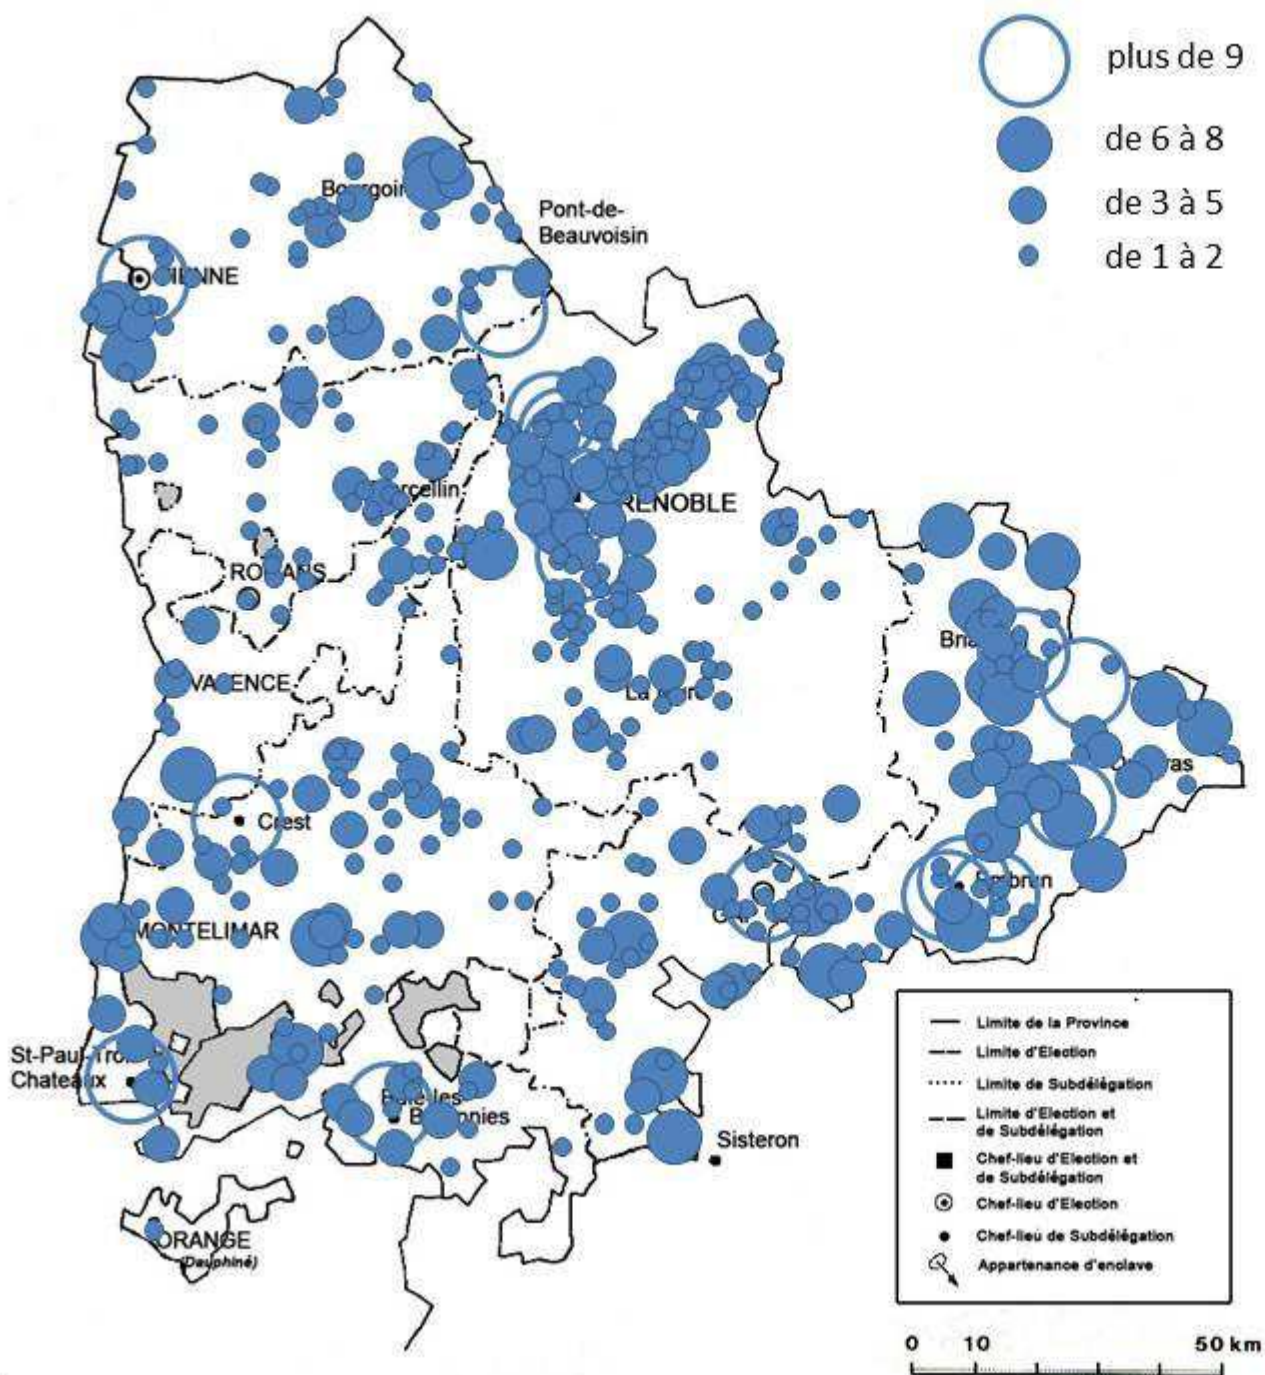 plus de 9
de 6 à 8
de 3 à 5
de 1 à 2
Pont-de-
Beauvoisin
VALENCE
Crest
MONTELIMAR
St-Paul-Tro
Chateaux
Sisteron
ORANGE
(Dauphiné)
Limite de la Province
Limite d'Election
Limite de Subdélégation
Limite d'Election et
de Subdélégation
Chef-lieu d'Election et
de Subdélégation
Chef-lieu d'Election
Chef-lieu de Subdélégation
Appartenance d'enclave
0 10 50 km